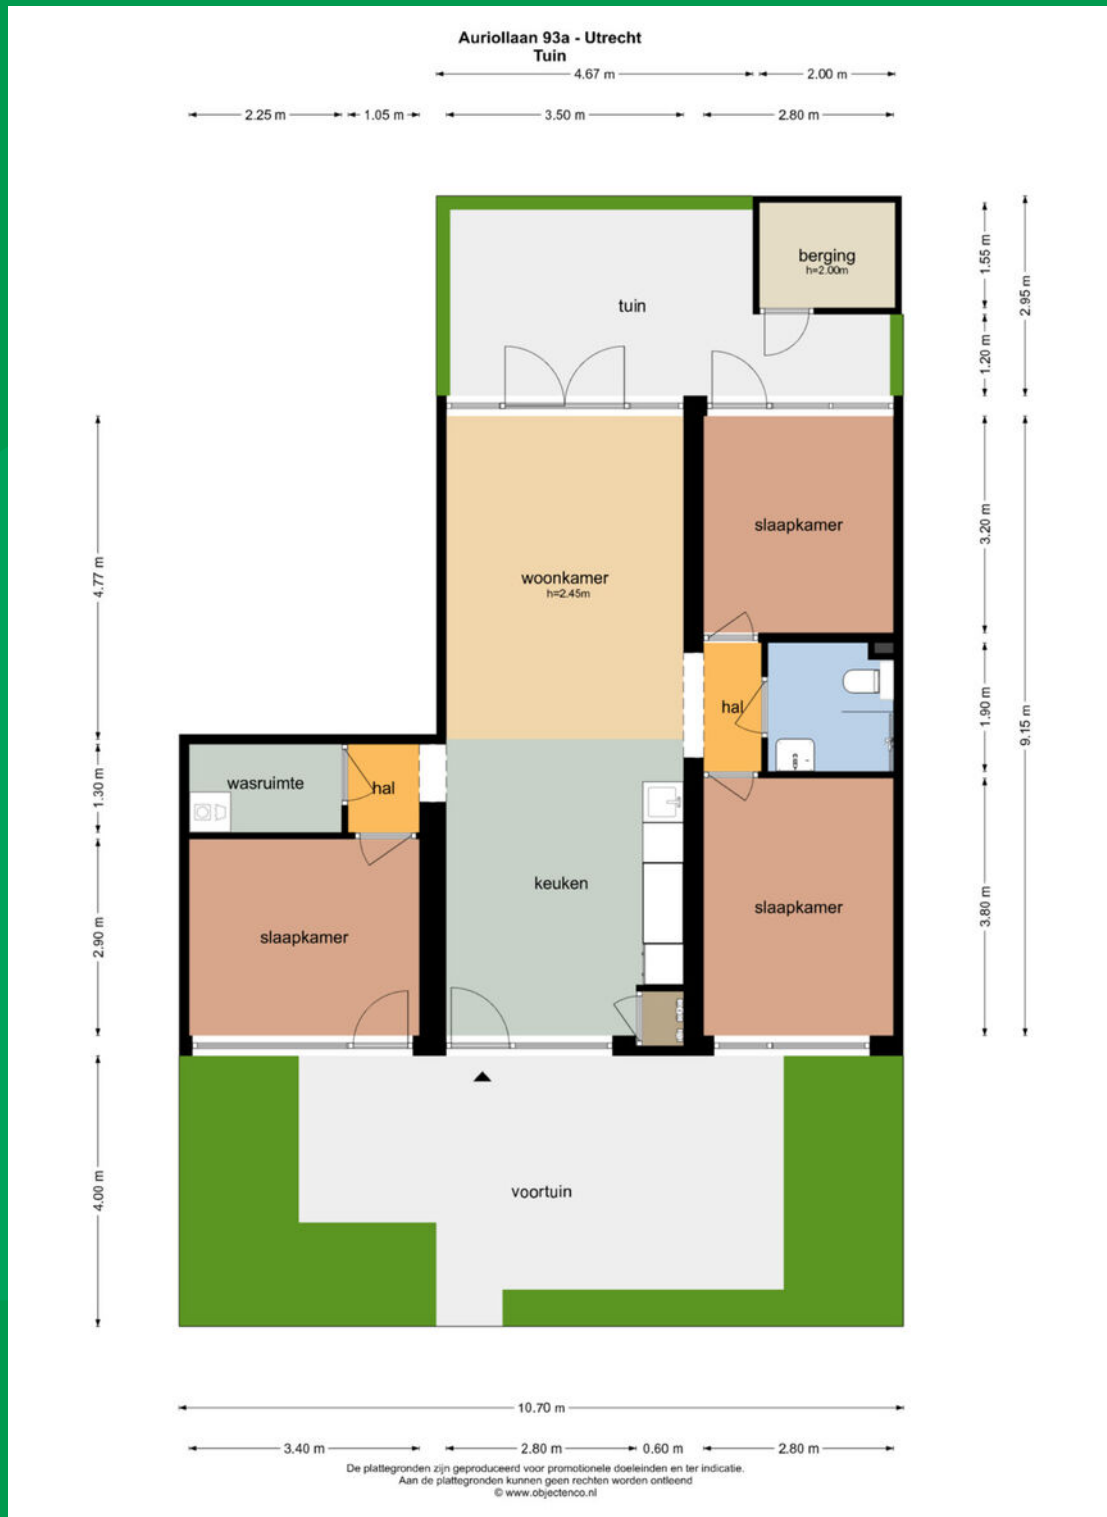 Auriollaan 93a - Utrecht
Tuin
4.67 m
2.00 m
2.25 m
1.05 m
3.50 m
2.80 m
berging
h=2.00m
1.55 m
2.95 m
tuin
1.20 m
slaapkamer
3.20 m
4.77 m
woonkamer
h=2.45m
hal
1.90 m
9.15 m
wasruimte
hal
1.30 m
keuken
slaapkamer
3.80 m
slaapkamer
2.90 m
voortuin
4.00 m
10.70 m
3.40 m
2.80 m
0.60 m
2.80 m
De plattegronden zijn geproduceerd voor promotionele doeleinden en ter indicatie.
Aan de plattegronden kunnen geen rechten worden ontleend
© www.objectenco.nl